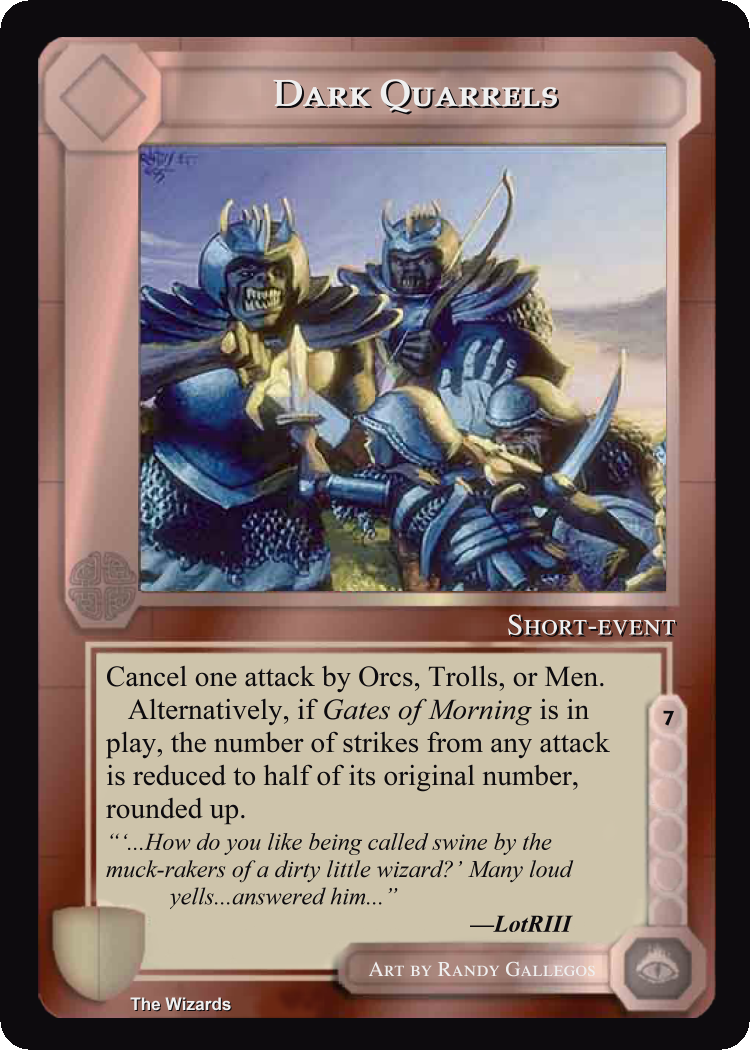 Dark Quarrels
Short-event
Cancel one attack by Orcs, Trolls, or Men.
Alternatively, if Gates of Morning is in
play, the number of strikes from any attack
is reduced to half of its original number,
rounded up.
7
“‘...How do you like being called swine by the
muck-rakers of a dirty little wizard?’ Many loud
yells...answered him...”
—LotRIII
Art by Randy Gallegos
The Wizards